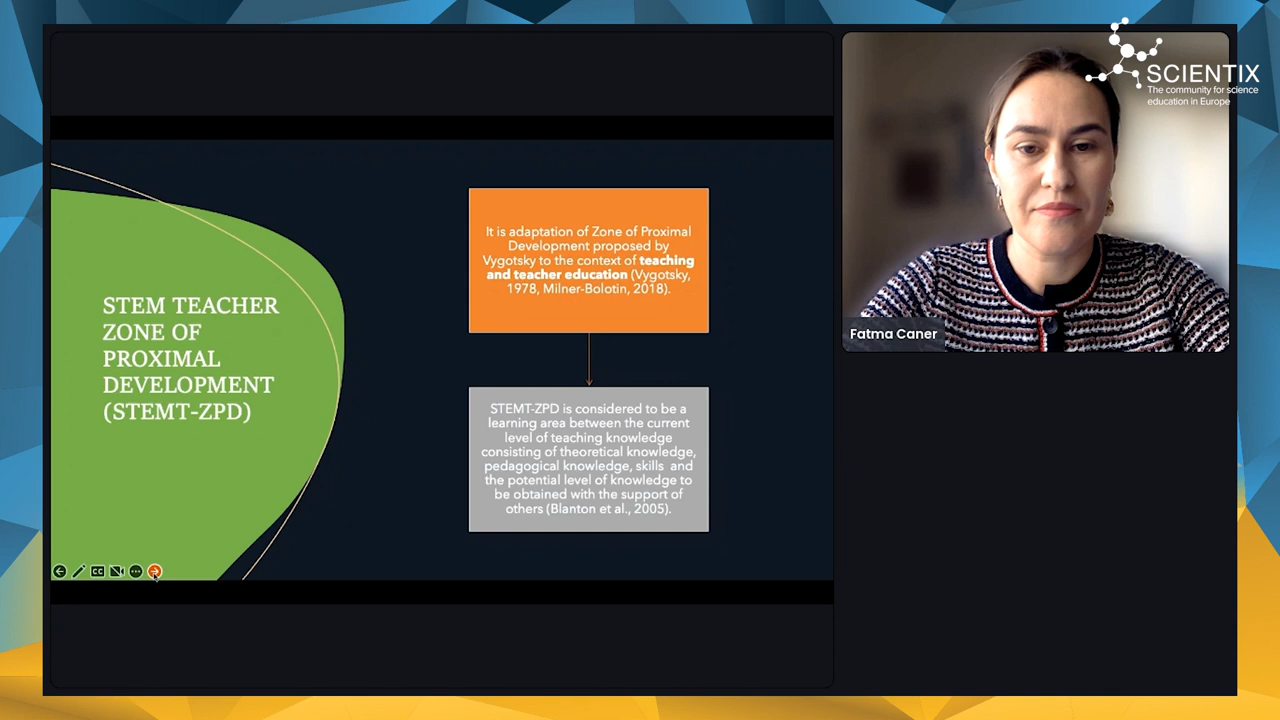 STEM TEACHER
ZONE OF
PROXIMAL
DEVELOPMENT
(STEMT-ZPD)
It is adaptation of Zone of Proximal
Development proposed by
Vygotsky to the context of teaching
and teacher education (Vygotsky,
1978, Milner-Bolotin, 2018).
STEMT-ZPD is considered to be a
learning area between the current
level of teaching knowledge
consisting of theoretical knowledge,
pedagogical knowledge, skills and
the potential level of knowledge to
be obtained with the support of
others (Blanton et al., 2005).
CC
SCIENTIX
The community for science
education in Europe
Fatma Caner